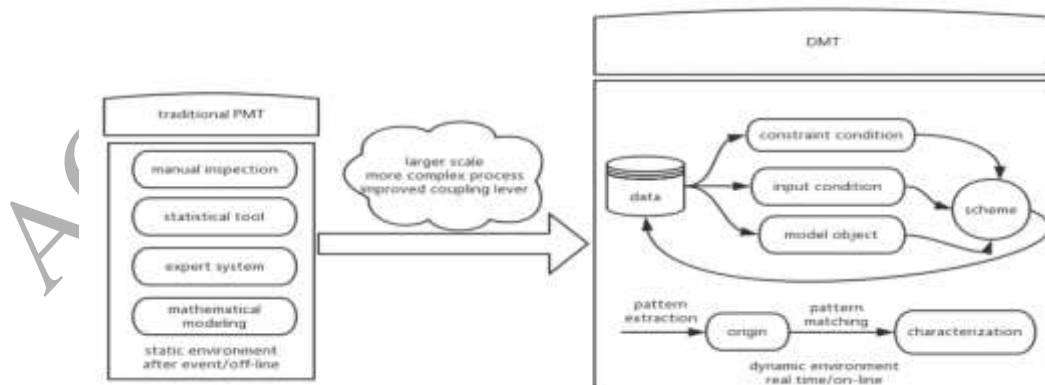 DMT
traditional PMT
manual inspection
statistical tool
expert system
mathematical
modeling
static environment
after event/off-line
larger scale
more complex process
improved coupling lever
data
constraint condition
input condition
model object
scheme
pattern
extraction
origin
pattern
matching
characterization
dynamic environment
real time/on-line